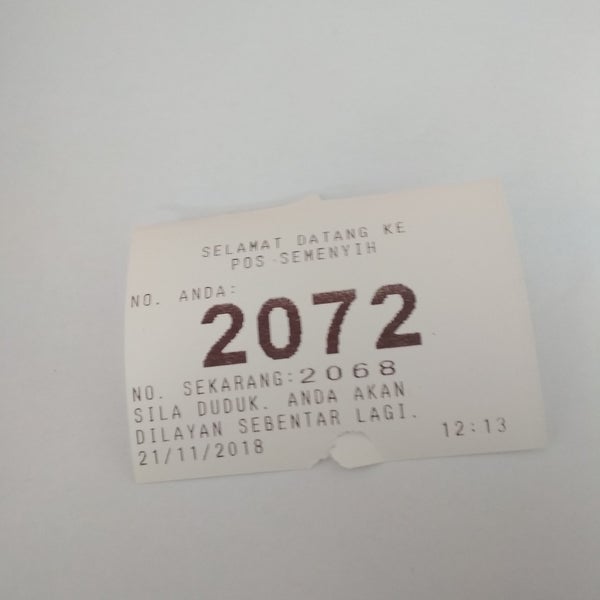 SELAMAT DATANG KE
POS SEMENYIH
NO. ANDA:
2072
NO. SEKARANG:2068
SILA DUDUK. ANDA AKAN
DILAYAN SEBENTAR LAGI.
21/11/2018 12:13